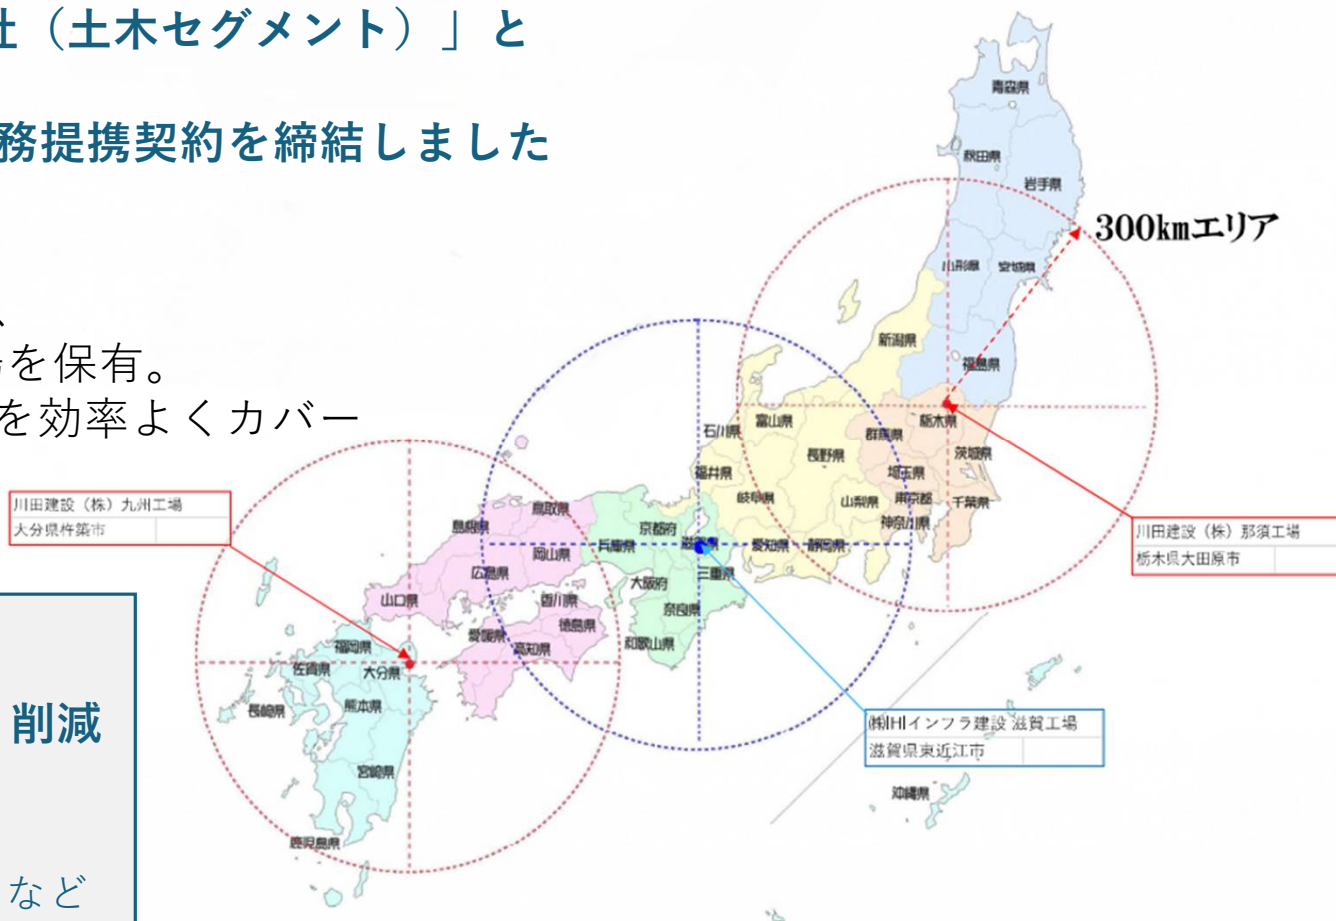 社（土木セグメント）」と
務提携契約を締結しました
を保有。
を効率よくカバー
削減
など
300kmエリア
青森県
秋田県
岩手県
山形県
宮城県
新潟県
福島県
石川県
富山県
群馬県
栃木県
福井県
長野県
茨城県
埼玉県
岐阜県
山梨県
東京都
千葉県
神奈川県
愛知県
静岡県
鳥取県
島根県
京都府
兵庫県
滋賀県
岡山県
広島県
三重県
大阪府
山口県
香川県
奈良県
徳島県
愛媛県
高知県
和歌山県
福岡県
佐賀県
大分県
長崎県
熊本県
宮崎県
鹿児島県
沖縄県
川田建設（株）九州工場
大分県杵築市
川田建設（株）那須工場
栃木県大田原市
㈱IHIインフラ建設 滋賀工場
滋賀県東近江市